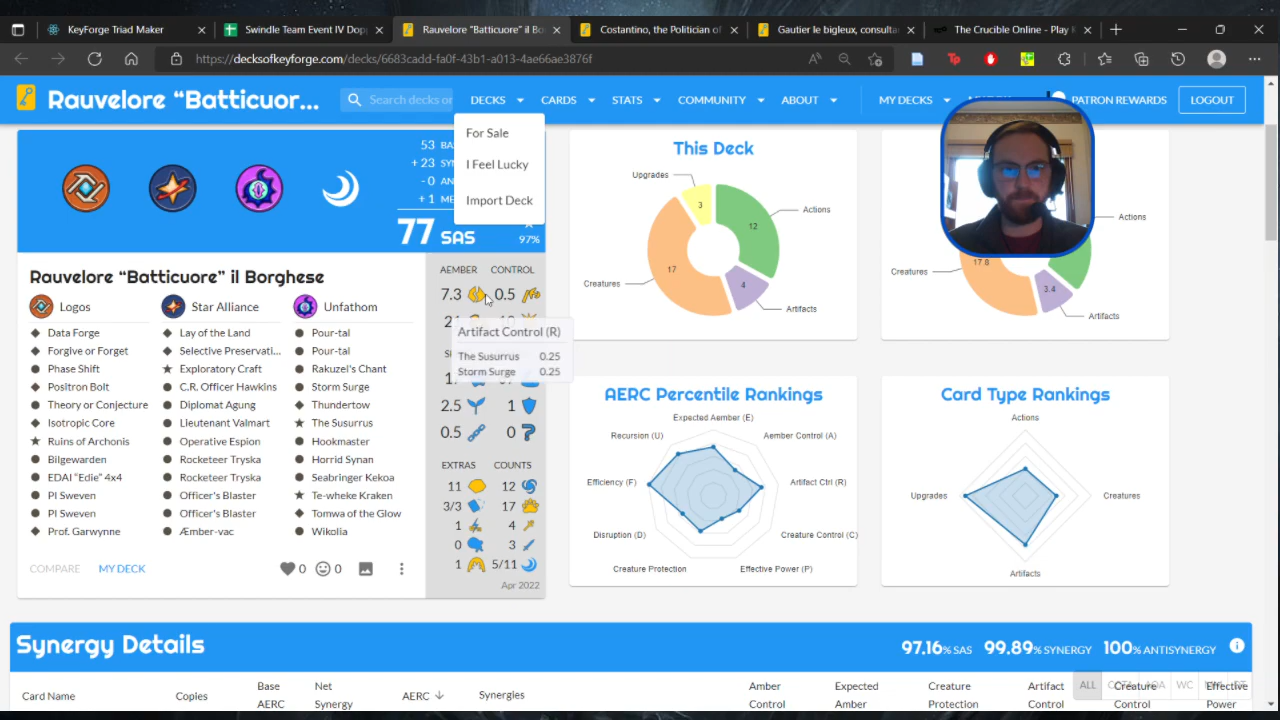 KeyForge Triad Maker
Swindle Team Event IV Dopp
Rauvelore “Batticuore” il Bo
Costantino, the Politician of
Gautier le bigleux, consulta
The Crucible Online - Play
https://decksofkeyforge.com/decks/6683cadd-fa0f-43b1-a013-4ae66ae3876f
Rauvelore “Batticuor...
Search decks or
DECKS
CARDS
STATS
COMMUNITY
ABOUT
MY DECKS
PATRON REWARDS
LOGOUT
For Sale
I Feel Lucky
Import Deck
53 BA
+ 23 SY
- 0 AN
+ 1 ME
77 SAS
97%
Rauvelore “Batticuore” il Borghese
Logos
Data Forge
Forgive or Forget
Phase Shift
Positron Bolt
Theory or Conjecture
Isotropic Core
Ruins of Archonis
Bilgewarden
EDAI “Edie” 4x4
PI Sweven
PI Sweven
Prof. Garwynne
Star Alliance
Lay of the Land
Selective Preservati...
Exploratory Craft
C.R. Officer Hawkins
Diplomat Agung
Lieutenant Valmart
Operative Espion
Rocketeer Tryska
Rocketeer Tryska
Officer's Blaster
Officer's Blaster
Æmber-vac
Unfathom
Pour-tal
Pour-tal
Rakuzel's Chant
Storm Surge
Thundertow
The Susurrus
Hookmaster
Horrid Synan
Seabringer Kekoa
Te-wheke Kraken
Tomwa of the Glow
Wikolia
COMPARE
MY DECK
0
0
AEMBER CONTROL
7.3 0.5
Artifact Control (R)
The Susurrus 0.25
Storm Surge 0.25
2.5 1
0.5 0
EXTRAS COUNTS
11 12
3/3 17
1 4
0 3
1 5/11
Apr 2022
This Deck
Upgrades
3
Actions
12
Creatures
17
4
Artifacts
Actions
Creatures
17.8
3.4
Artifacts
AERC Percentile Rankings
Expected Aember (E)
Recursion (U)
Aember Control (A)
Efficiency (F)
Artifact Ctrl (R)
Disruption (D)
Creature Control (C)
Creature Protection
Effective Power (P)
Card Type Rankings
Actions
Upgrades
Creatures
Artifacts
Synergy Details
97.16% SAS
99.89% SYNERGY
100% ANTISYNERGY
Card Name
Copies
Base
AERC
Net
Synergy
AERC
Synergies
Amber
Control
Expected
Amber
Creature
Protection
Artifact
Control
Creature
Control
Effective
Power
ALL
WC